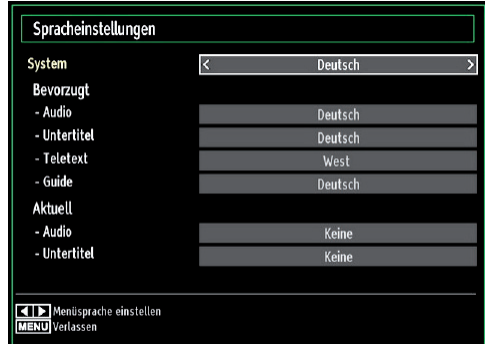 Spracheinstellungen
System < Deutsch >
Bevorzugt
- Audio Deutsch
- Untertitel Deutsch
- Teletext West
- Guide Deutsch
Aktuell
- Audio Keine
- Untertitel Keine
Menüsprache einstellen
MENU Verlassen